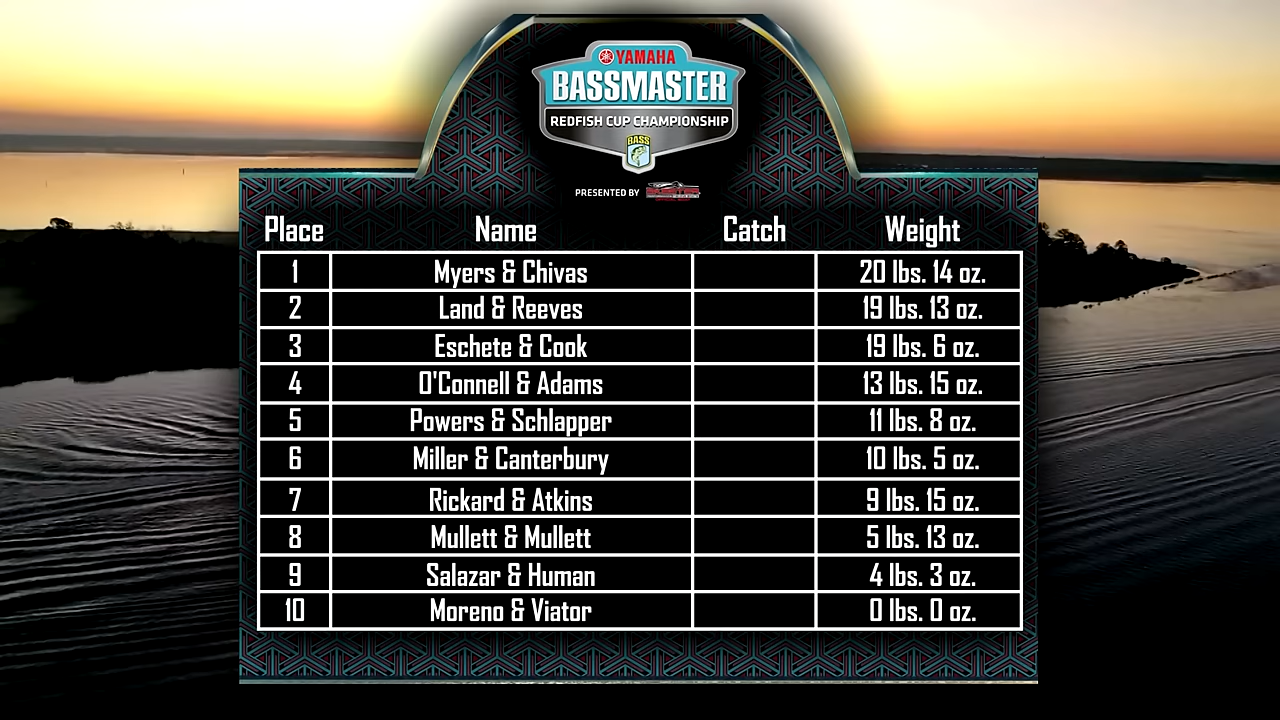 YAMAHA
BASSMASTER
REDFISH CUP CHAMPIONSHIP
BASS
PRESENTED BY
Place Name Catch Weight
1 Myers & Chivas 20 lbs. 14 oz.
2 Land & Reeves 19 lbs. 13 oz.
3 Eschete & Cook 19 lbs. 6 oz.
4 O'Connell & Adams 13 lbs. 15 oz.
5 Powers & Schlapper 11 lbs. 8 oz.
6 Miller & Canterbury 10 lbs. 5 oz.
7 Rickard & Atkins 9 lbs. 15 oz.
8 Mullett & Mullett 5 lbs. 13 oz.
9 Salazar & Human 4 lbs. 3 oz.
10 Moreno & Viator 0 lbs. 0 oz.